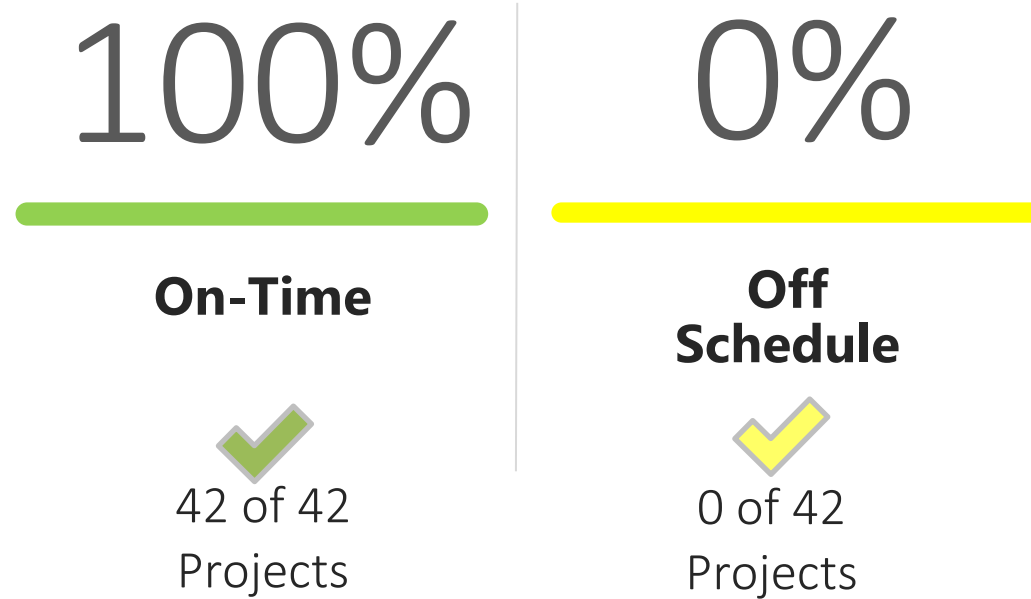 100%
On-Time
42 of 42
Projects
0%
Off
Schedule
0 of 42
Projects